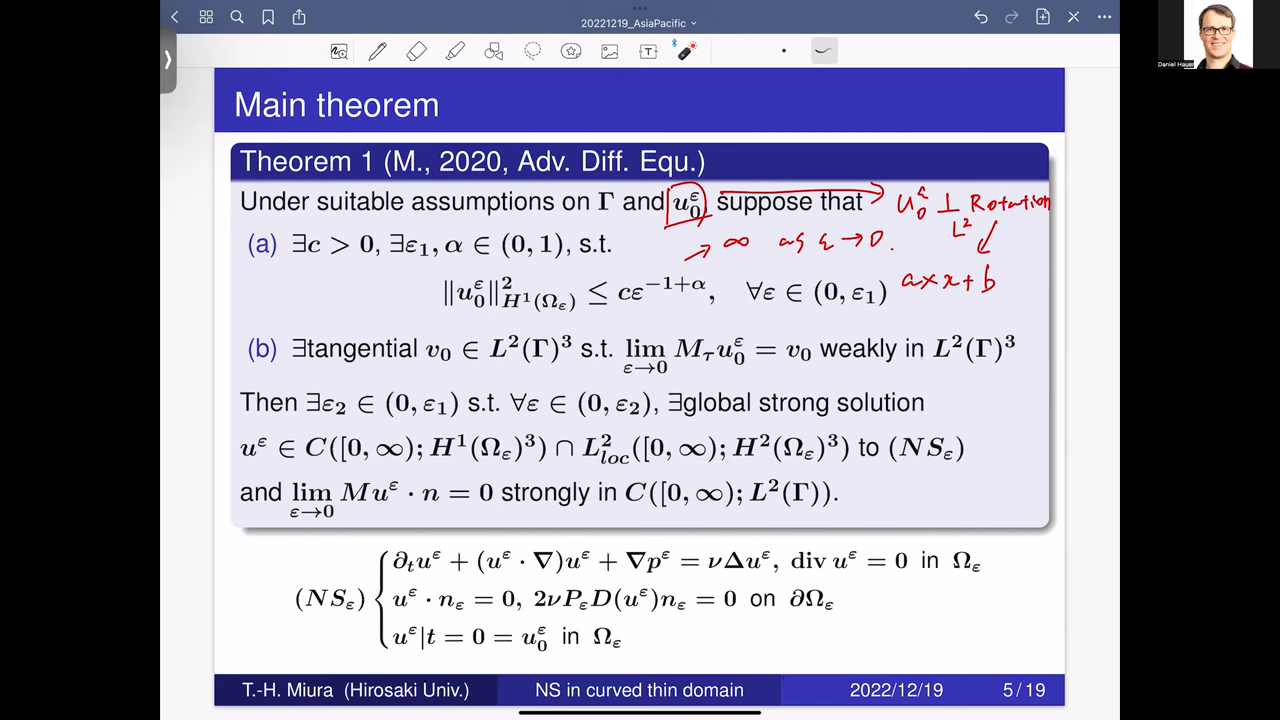 20221219_AsiaPacific
Daniel Hauer
Main theorem
Theorem 1 (M., 2020, Adv. Diff. Equ.)
Under suitable assumptions on Γ and u₀^ε, suppose that
u₀^ε ⊥ Rotation
L²
(a) ∃c > 0, ∃ε₁, α ∈ (0, 1), s.t.
→ ∞ as ε → 0.
‖u₀^ε‖²_{H¹(Ω_ε)} ≤ cε^{-1+α}, ∀ε ∈ (0, ε₁)
a × x + b
(b) ∃tangential v₀ ∈ L²(Γ)³ s.t. lim_{ε→0} M_τ u₀^ε = v₀ weakly in L²(Γ)³
Then ∃ε₂ ∈ (0, ε₁) s.t. ∀ε ∈ (0, ε₂), ∃global strong solution
u^ε ∈ C([0, ∞); H¹(Ω_ε)³) ∩ L²_{loc}([0, ∞); H²(Ω_ε)³) to (NS_ε)
and lim_{ε→0} Mu^ε · n = 0 strongly in C([0, ∞); L²(Γ)).
∂_t u^ε + (u^ε · ∇)u^ε + ∇p^ε = νΔu^ε, div u^ε = 0 in Ω_ε
(NS_ε) { u^ε · n_ε = 0, 2νP_ε D(u^ε)n_ε = 0 on ∂Ω_ε
u^ε|t = 0 = u₀^ε in Ω_ε
T.-H. Miura (Hirosaki Univ.) NS in curved thin domain 2022/12/19 5 / 19